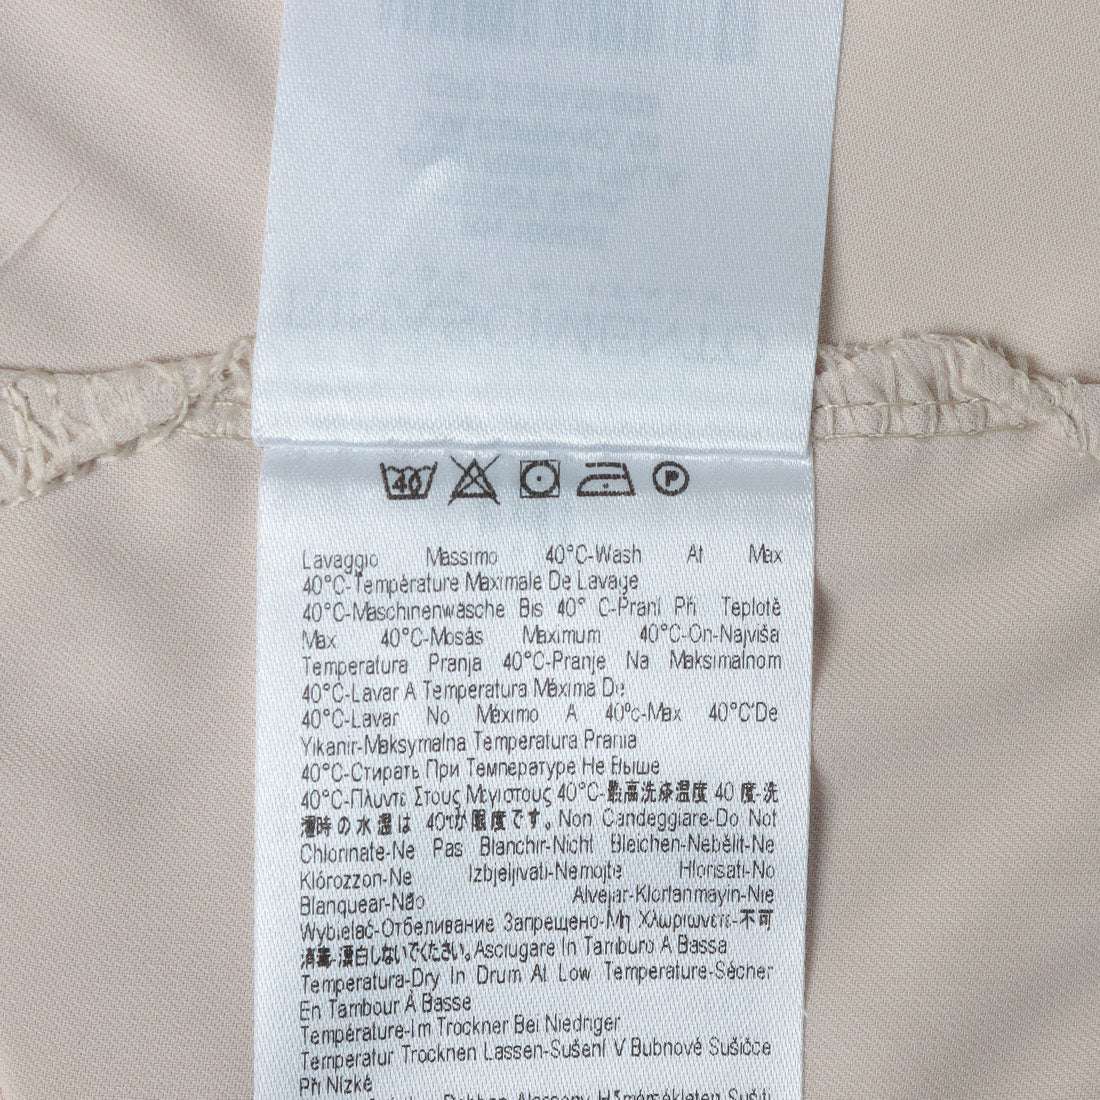 40
P
Lavaggio Massimo 40°C-Wash At Max
40°C-Température Maximale De Lavage
40°C-Maschinenwäsche Bis 40° C-Praní Při Teplotě
Max 40°C-Mosás Maximum 40°C-On-Najviša
Temperatura Pranja 40°C-Pranje Na Maksimalnom
40°C-Lavar A Temperatura Máxima De
40°C-Lavar No Máximo A 40ºc-Max 40°C'De
Yıkanır-Maksymalna Temperatura Prania
40°C-Стирать При Температуре Не Выше
40°C-Πλυντε Στους Μεγιστους 40°C-最高洗涤温度 40 度-洗
濯時の水温は 40℃が限度です。Non Candeggiare-Do Not
Chlorinate-Ne Pas Blanchir-Nicht Bleichen-Nebělit-Ne
Klórozzon-Ne Izbjeljivati-Nemojte Hlorisati-No
Blanquear-Não Alvejar-Klorlanmayın-Nie
Wybielać-Отбеливание Запрещено-Μη Χλωριωνετε-不可
消毒-漂白しないでください。Asciugare In Tamburo A Bassa
Temperatura-Dry In Drum At Low Temperature-Sécher
En Tambour À Basse
Température-Im Trockner Bei Niedriger
Temperatur Trocknen Lassen-Sušení V Bubnové Sušičce
Při Nízké